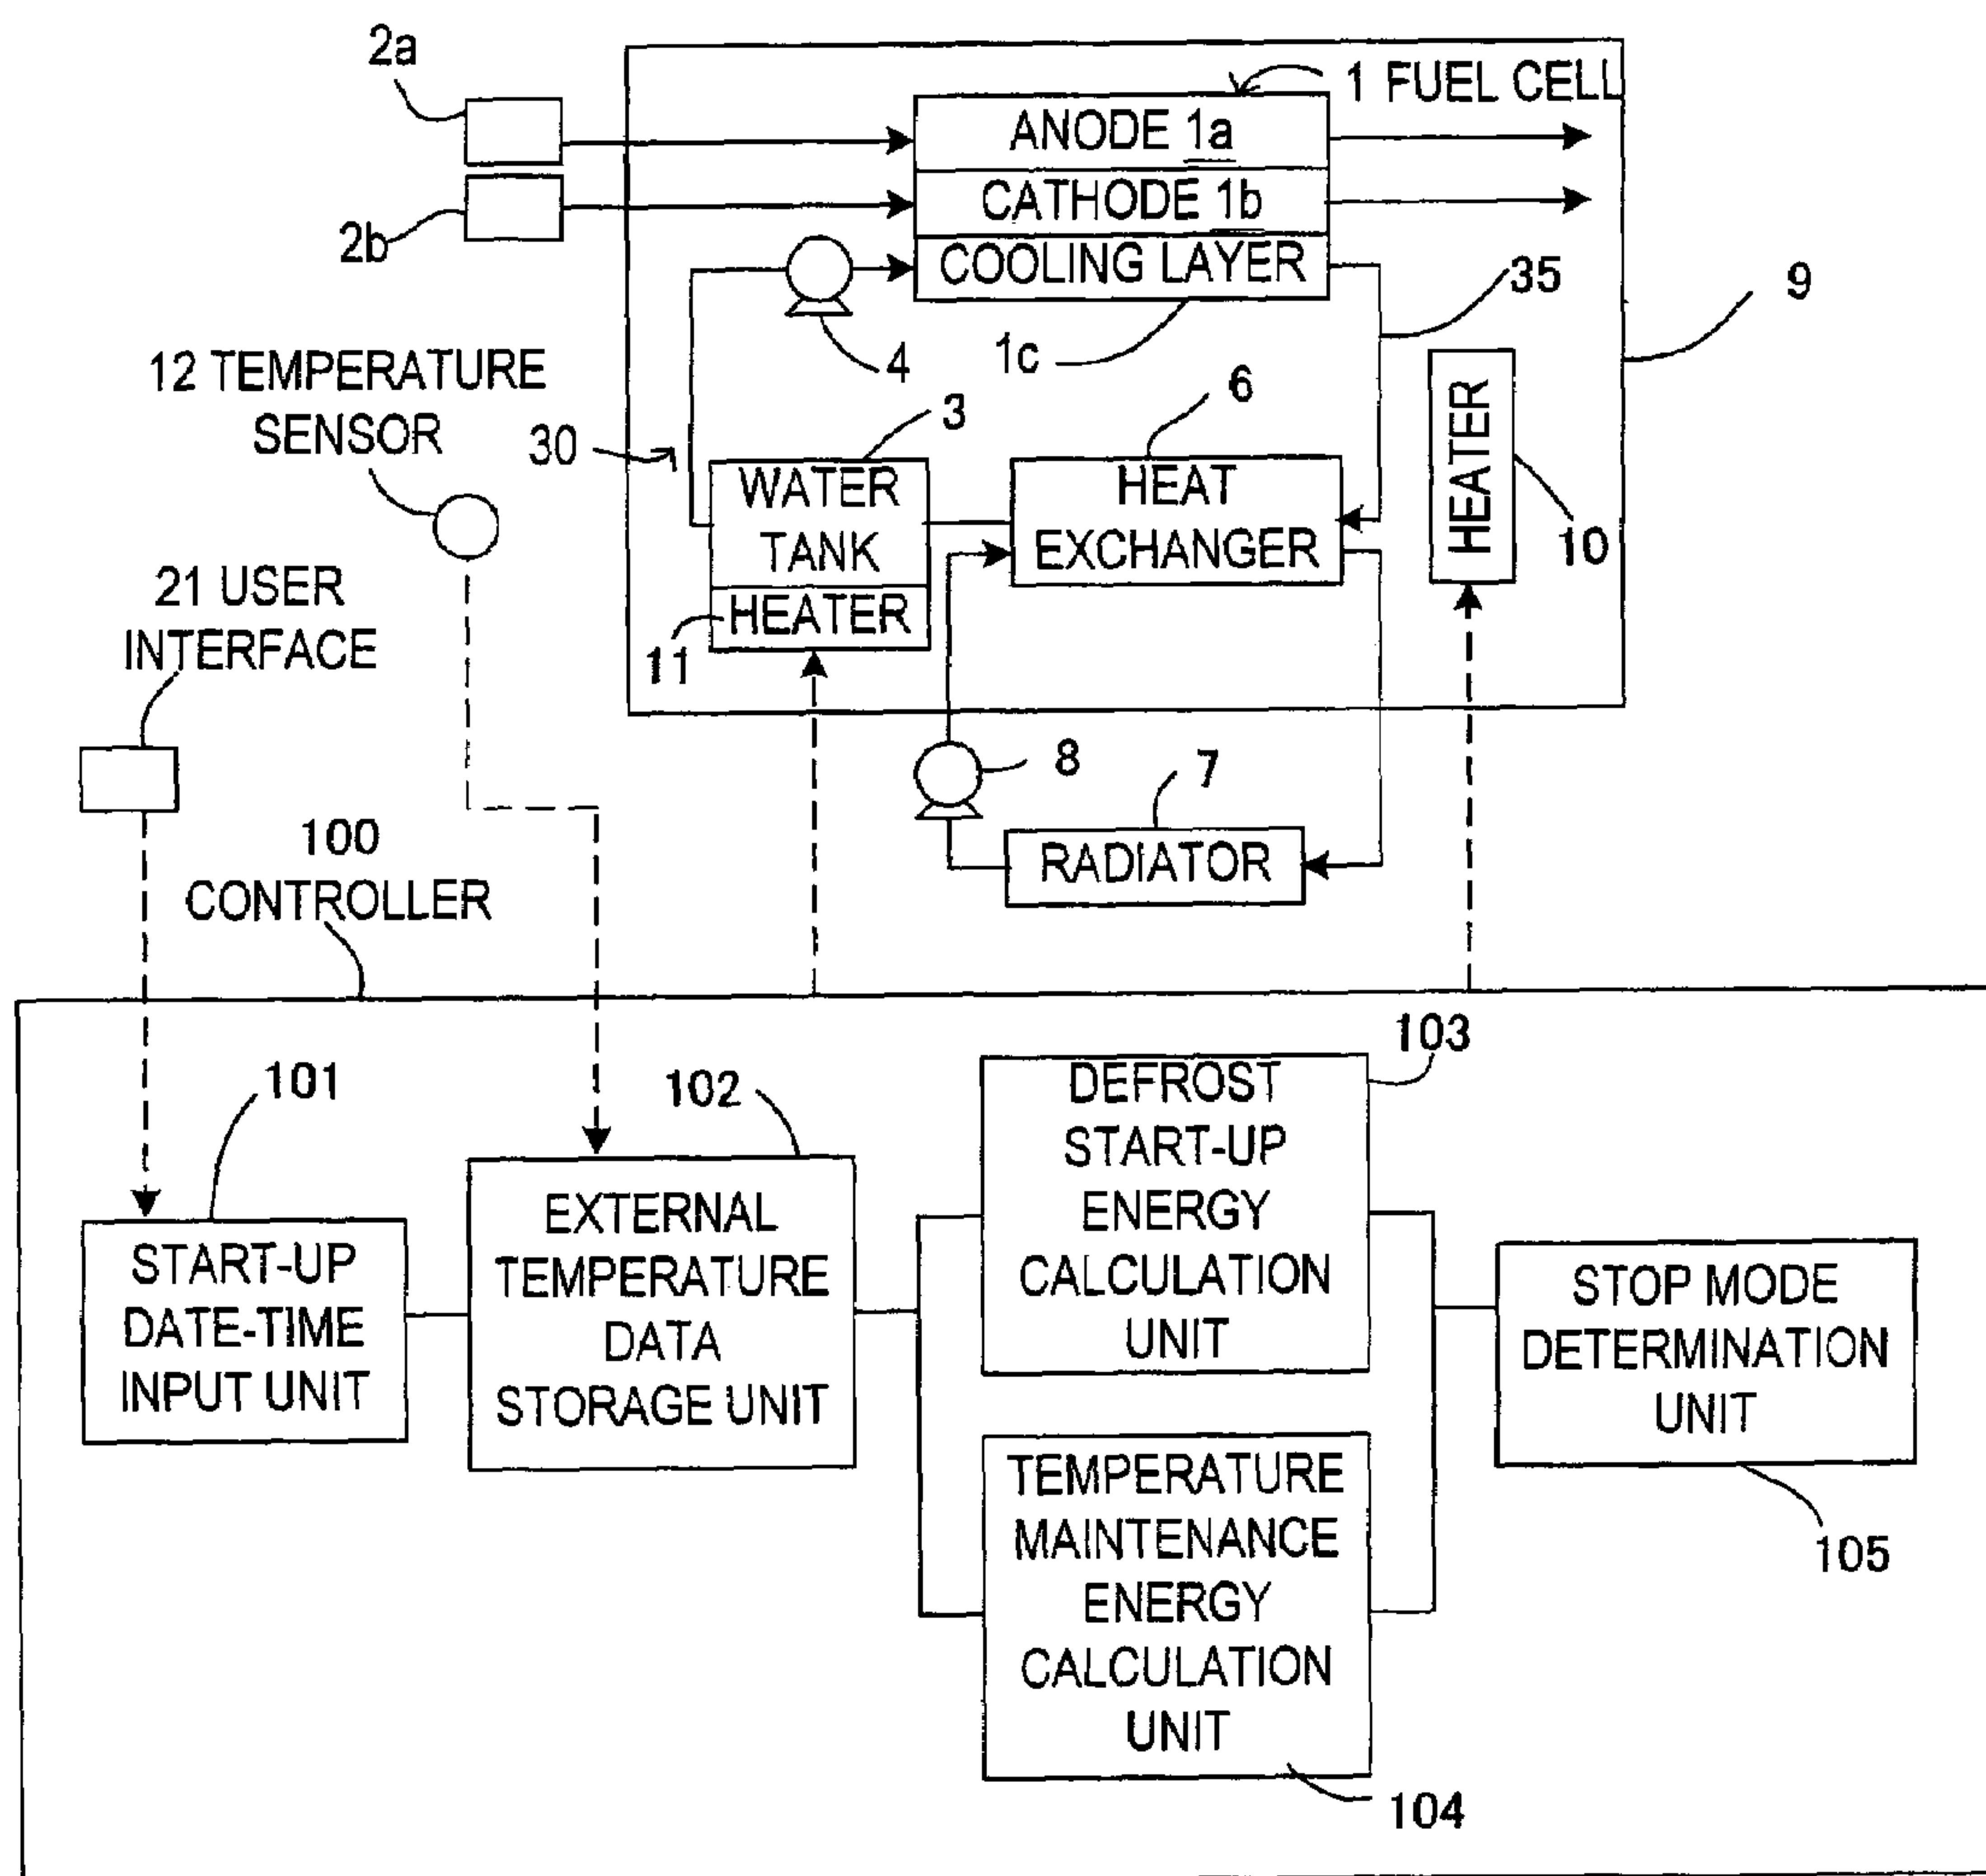 2a
1 FUEL CELL
ANODE 1a
CATHODE 1b
2b
COOLING LAYER
35
9
4
1c
12 TEMPERATURE
SENSOR
6
3
30
HEATER
10
WATER
TANK
HEAT
EXCHANGER
HEATER
11
21 USER
INTERFACE
8
7
RADIATOR
100
CONTROLLER
103
101
102
DEFROST
START-UP
ENERGY
CALCULATION
UNIT
EXTERNAL
TEMPERATURE
DATA
STORAGE UNIT
START-UP
DATE-TIME
INPUT UNIT
STOP MODE
DETERMINATION
UNIT
105
TEMPERATURE
MAINTENANCE
ENERGY
CALCULATION
UNIT
104